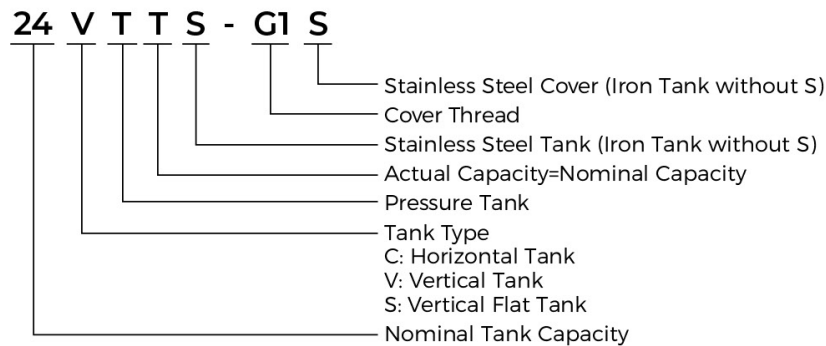 24 V T T S - G1 S
Stainless Steel Cover (Iron Tank without S)
Cover Thread
Stainless Steel Tank (Iron Tank without S)
Actual Capacity=Nominal Capacity
Pressure Tank
Tank Type
C: Horizontal Tank
V: Vertical Tank
S: Vertical Flat Tank
Nominal Tank Capacity